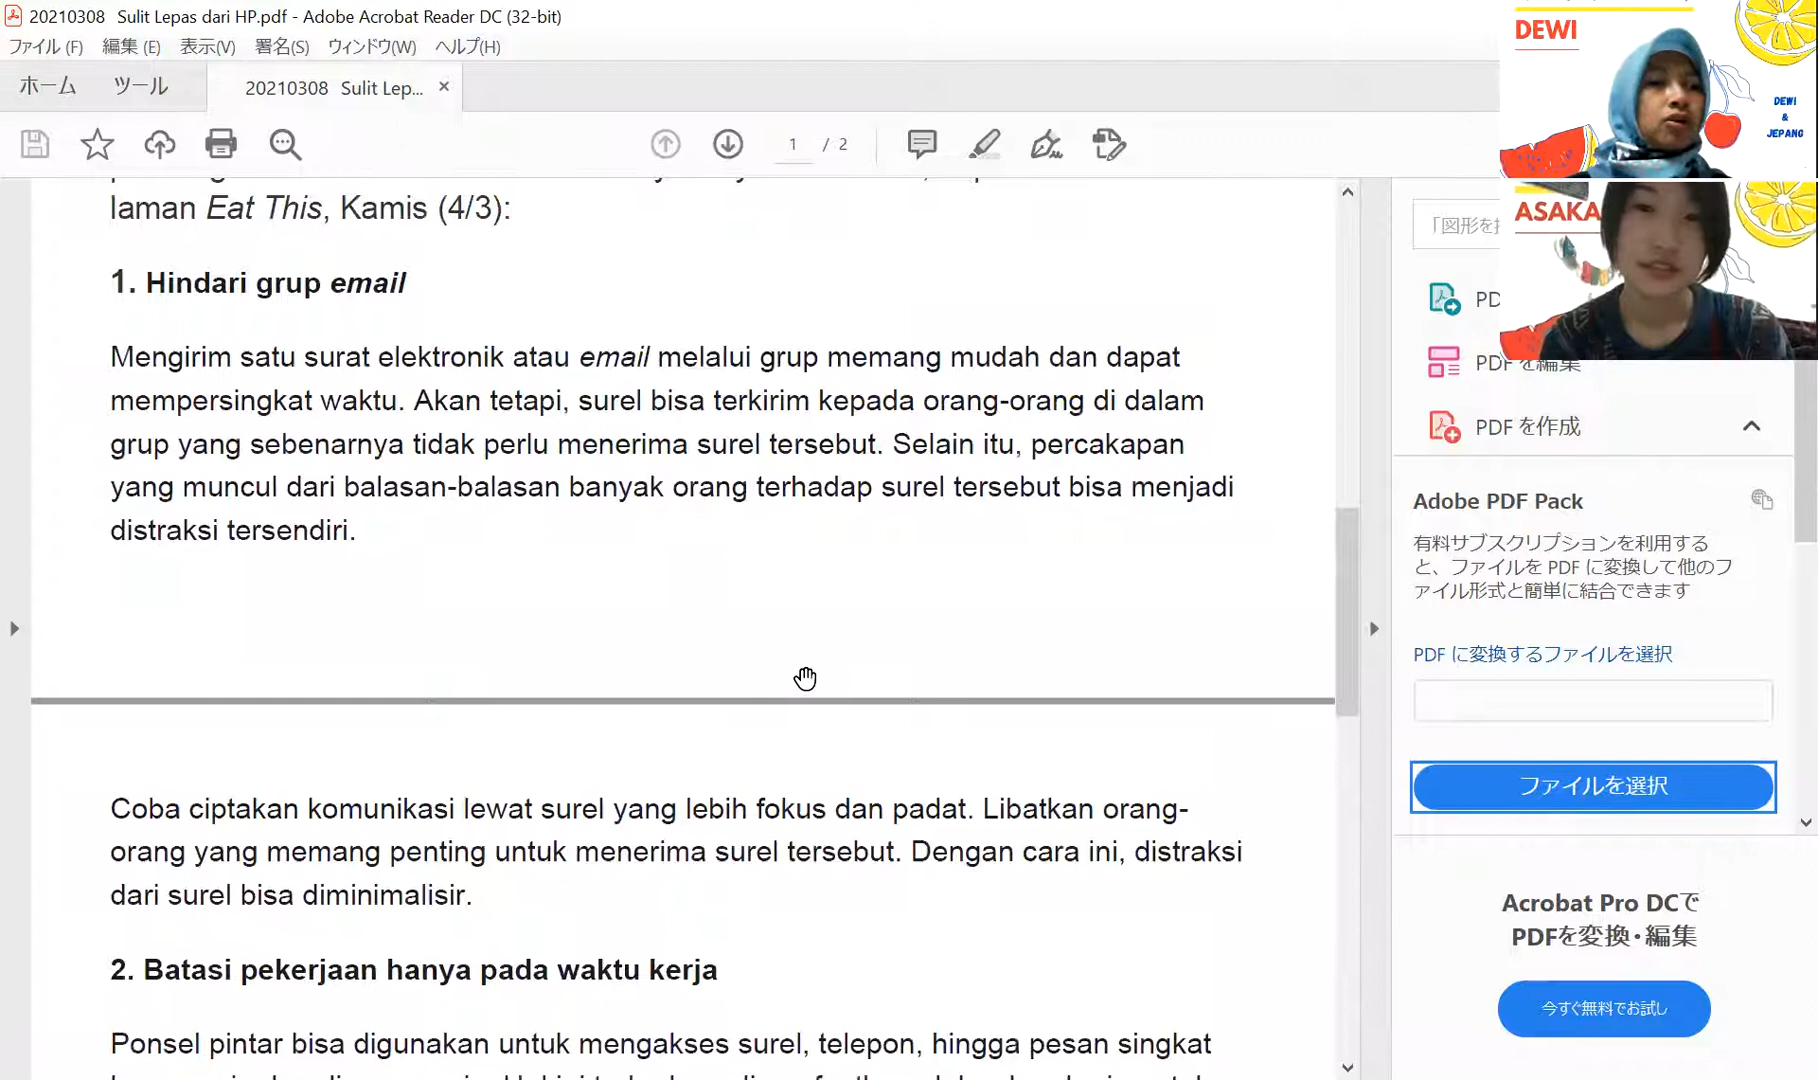 20210308 Sulit Lepas dari HP.pdf - Adobe Acrobat Reader DC (32-bit)
ファイル (F) 編集 (E) 表示(V) 署名(S) ウィンドウ(W) ヘルプ(H)
ホーム ツール 20210308 Sulit Lep... ×
1 / 2
laman Eat This, Kamis (4/3):
1. Hindari grup email
Mengirim satu surat elektronik atau email melalui grup memang mudah dan dapat
mempersingkat waktu. Akan tetapi, surel bisa terkirim kepada orang-orang di dalam
grup yang sebenarnya tidak perlu menerima surel tersebut. Selain itu, percakapan
yang muncul dari balasan-balasan banyak orang terhadap surel tersebut bisa menjadi
distraksi tersendiri.
Coba ciptakan komunikasi lewat surel yang lebih fokus dan padat. Libatkan orang-
orang yang memang penting untuk menerima surel tersebut. Dengan cara ini, distraksi
dari surel bisa diminimalisir.
2. Batasi pekerjaan hanya pada waktu kerja
Ponsel pintar bisa digunakan untuk mengakses surel, telepon, hingga pesan singkat
DEWI
DEWI
&
JEPANG
ASAKA
「図形を
PD
PDF を編集
PDF を作成
Adobe PDF Pack
有料サブスクリプションを利用する
と、ファイルを PDF に変換して他のフ
ァイル形式と簡単に結合できます
PDF に変換するファイルを選択
ファイルを選択
Acrobat Pro DCで
PDFを変換・編集
今すぐ無料でお試し